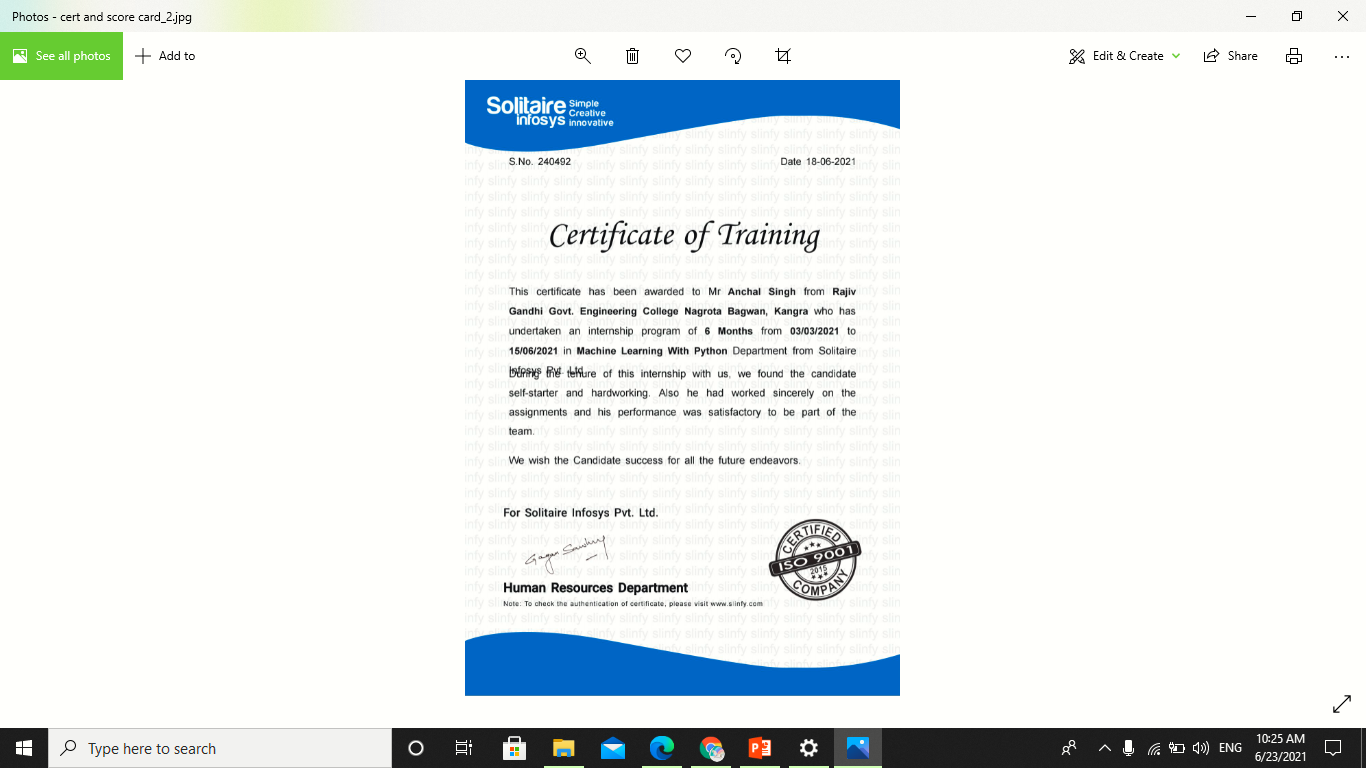 Photos - cert and score card_2.jpg
See all photos
Add to
Edit & Create
Share
Solitaire
infosys
Simple
Creative
innovative
S.No. 240492
Date 18-06-2021
Certificate of Training
This certificate has been awarded to Mr Anchal Singh from Rajiv
Gandhi Govt. Engineering College Nagrota Bagwan, Kangra who has
undertaken an internship program of 6 Months from 03/03/2021 to
15/06/2021 in Machine Learning With Python Department from Solitaire
Infosys Pvt. Ltd
During the tenure of this internship with us, we found the candidate
self-starter and hardworking. Also he had worked sincerely on the
assignments and his performance was satisfactory to be part of the
team.
We wish the Candidate success for all the future endeavors.
For Solitaire Infosys Pvt. Ltd.
Human Resources Department
Note: To check the authentication of certificate, please visit www.slinfy.com
CERTIFIED
ISO 9001
2015
COMPANY
Type here to search
ENG
10:25 AM
6/23/2021